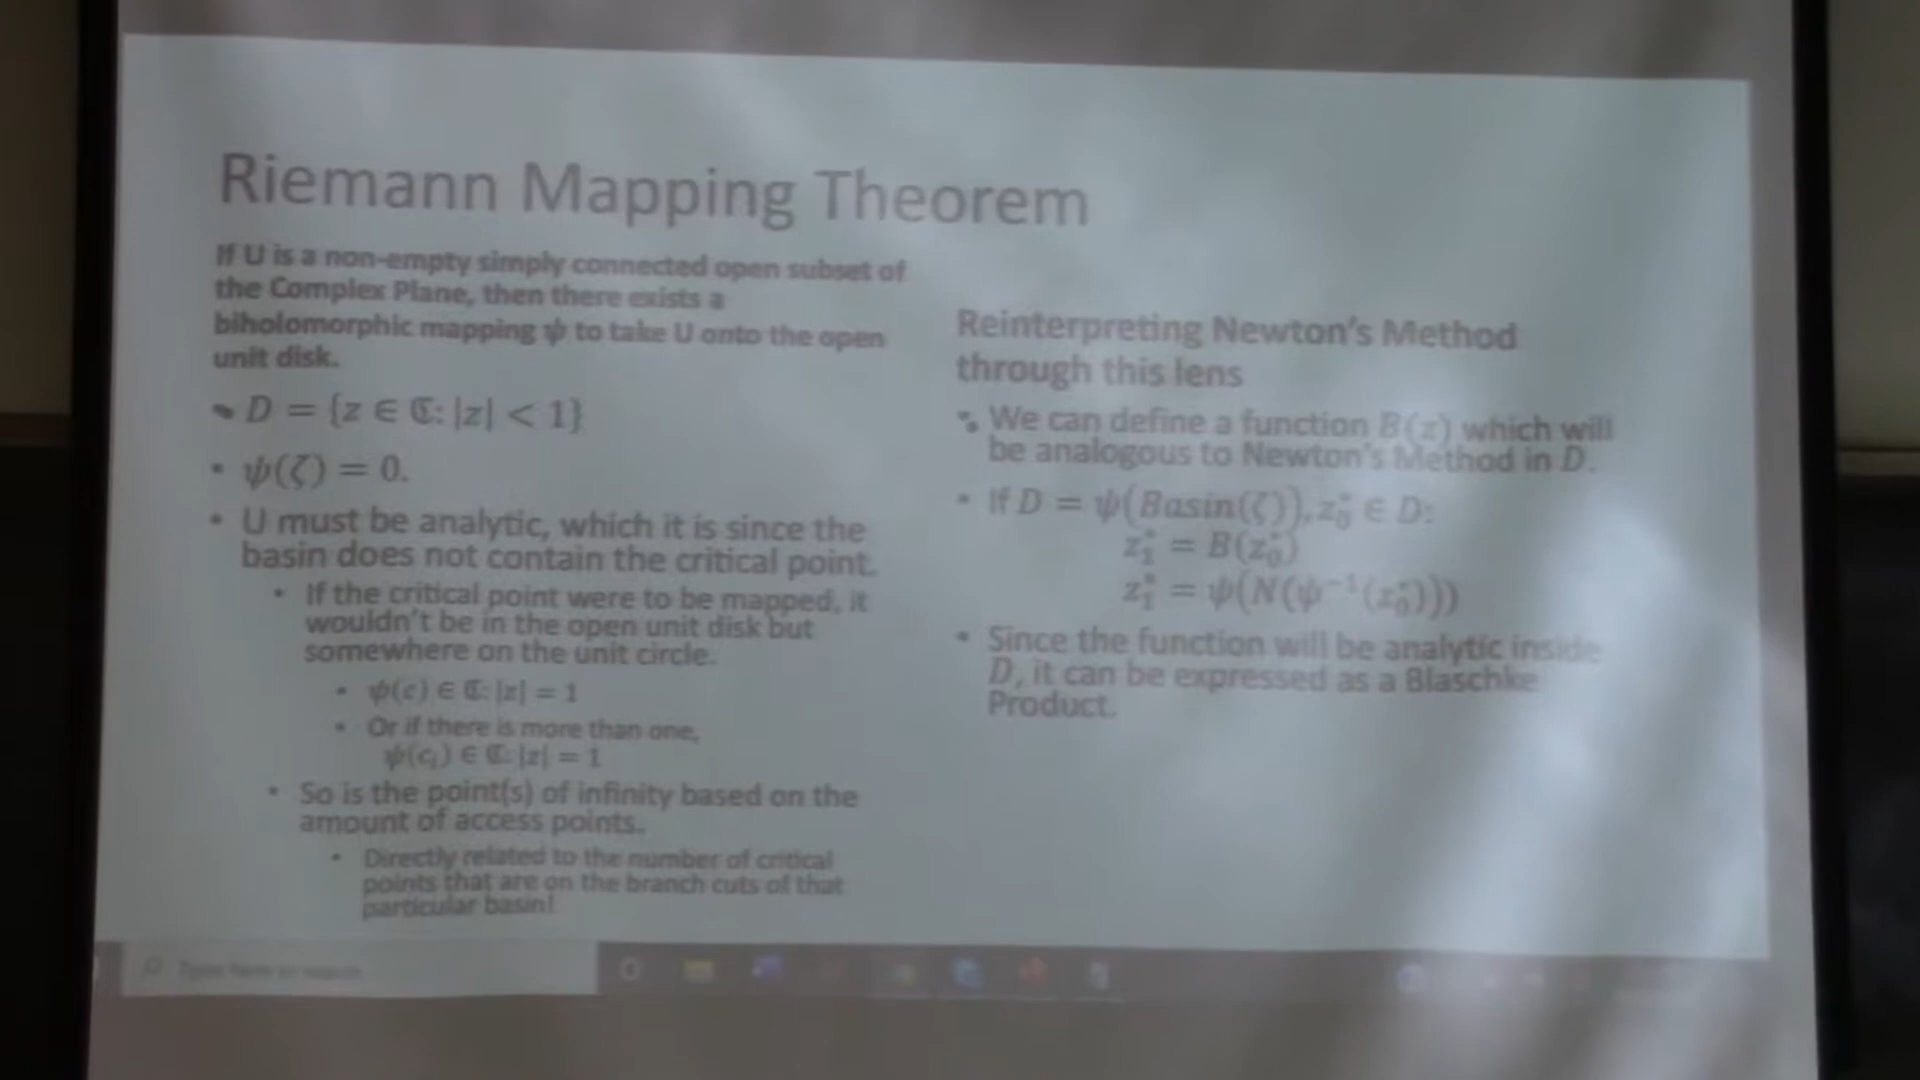 Riemann Mapping Theorem
If U is a non-empty simply connected open subset of
the Complex Plane, then there exists a
biholomorphic mapping ψ to take U onto the open
unit disk.
• D = {z ∈ ℂ: |z| < 1}
• ψ(ζ) = 0.
• U must be analytic, which it is since the
basin does not contain the critical point.
• If the critical point were to be mapped, it
wouldn't be in the open unit disk but
somewhere on the unit circle.
• ψ(c) ∈ ℂ: |z| = 1
• Or if there is more than one,
ψ(cᵢ) ∈ ℂ: |z| = 1
• So is the point(s) of infinity based on the
amount of access points.
• Directly related to the number of critical
points that are on the branch cuts of that
particular basin!
Reinterpreting Newton's Method
through this lens
• We can define a function B(z) which will
be analogous to Newton's Method in D.
• If D = ψ(Basin(ζ)), z₀* ∈ D:
z₁* = B(z₀*)
z₁* = ψ(N(ψ⁻¹(z₀*)))
• Since the function will be analytic inside
D, it can be expressed as a Blaschke
Product.
Type here to search